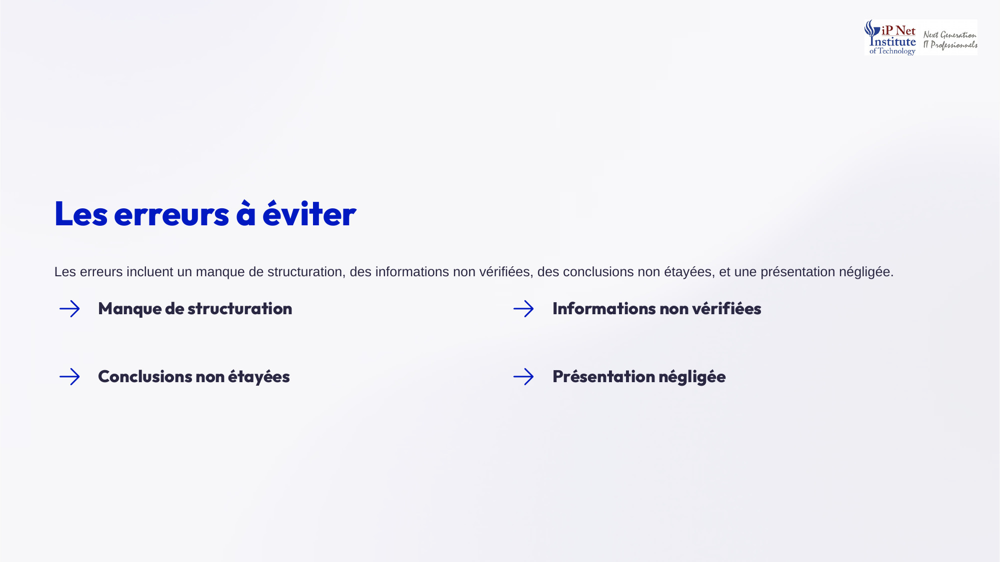 iP Net
Institute
of Technology
Next Generation
IT Professionnels
Les erreurs à éviter
Les erreurs incluent un manque de structuration, des informations non vérifiées, des conclusions non étayées, et une présentation négligée.
Manque de structuration
Informations non vérifiées
Conclusions non étayées
Présentation négligée